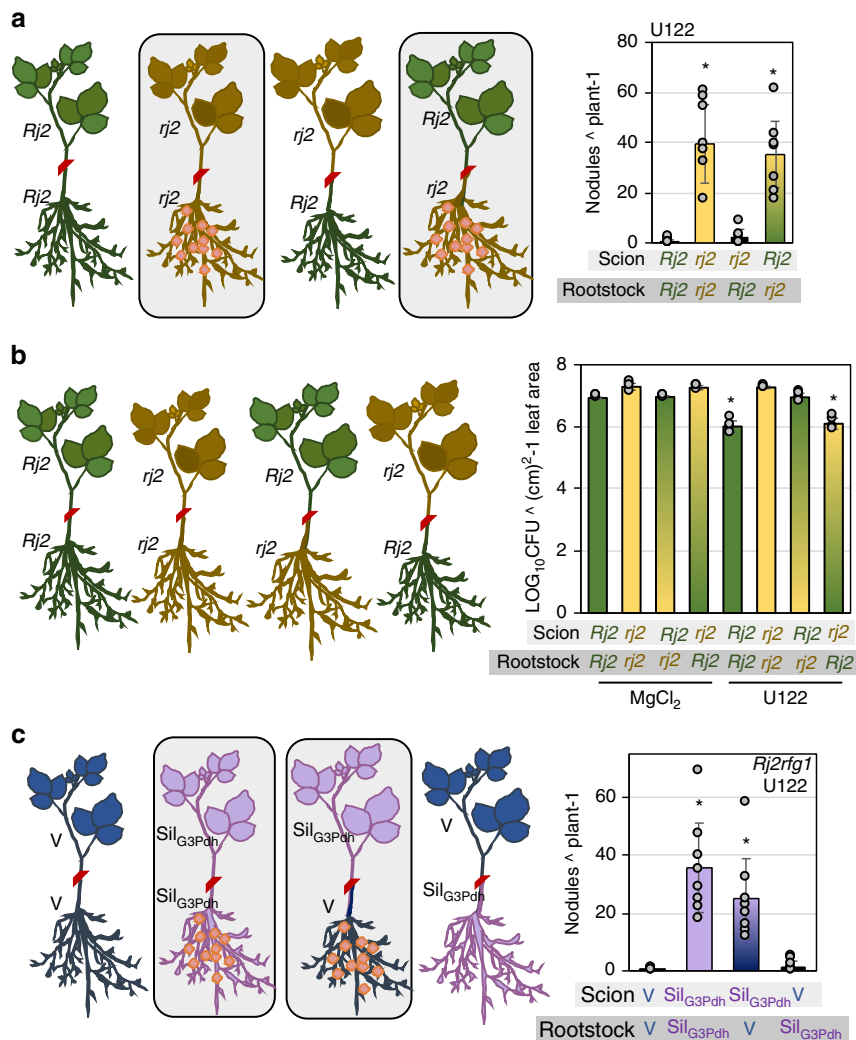 a
Rj2
rj2
rj2
Rj2
Rj2
rj2
Rj2
rj2
U122
Nodules ^ plant-1
80
60
40
20
0
*
*
Scion Rj2 rj2 rj2 Rj2
Rootstock Rj2 rj2 Rj2 rj2
b
Rj2
rj2
Rj2
rj2
Rj2
rj2
rj2
Rj2
LOG10CFU ^ (cm)^2-1 leaf area
8
6
4
2
0
*
*
Scion Rj2 rj2 Rj2 rj2 Rj2 rj2 Rj2 rj2
Rootstock Rj2 rj2 rj2 Rj2 Rj2 rj2 rj2 Rj2
MgCl2 U122
c
V
SilG3Pdh
SilG3Pdh
V
V
SilG3Pdh
V
SilG3Pdh
Rj2rfg1
U122
Nodules ^ plant-1
60
40
20
0
*
*
Scion V SilG3Pdh SilG3Pdh V
Rootstock V SilG3Pdh V SilG3Pdh